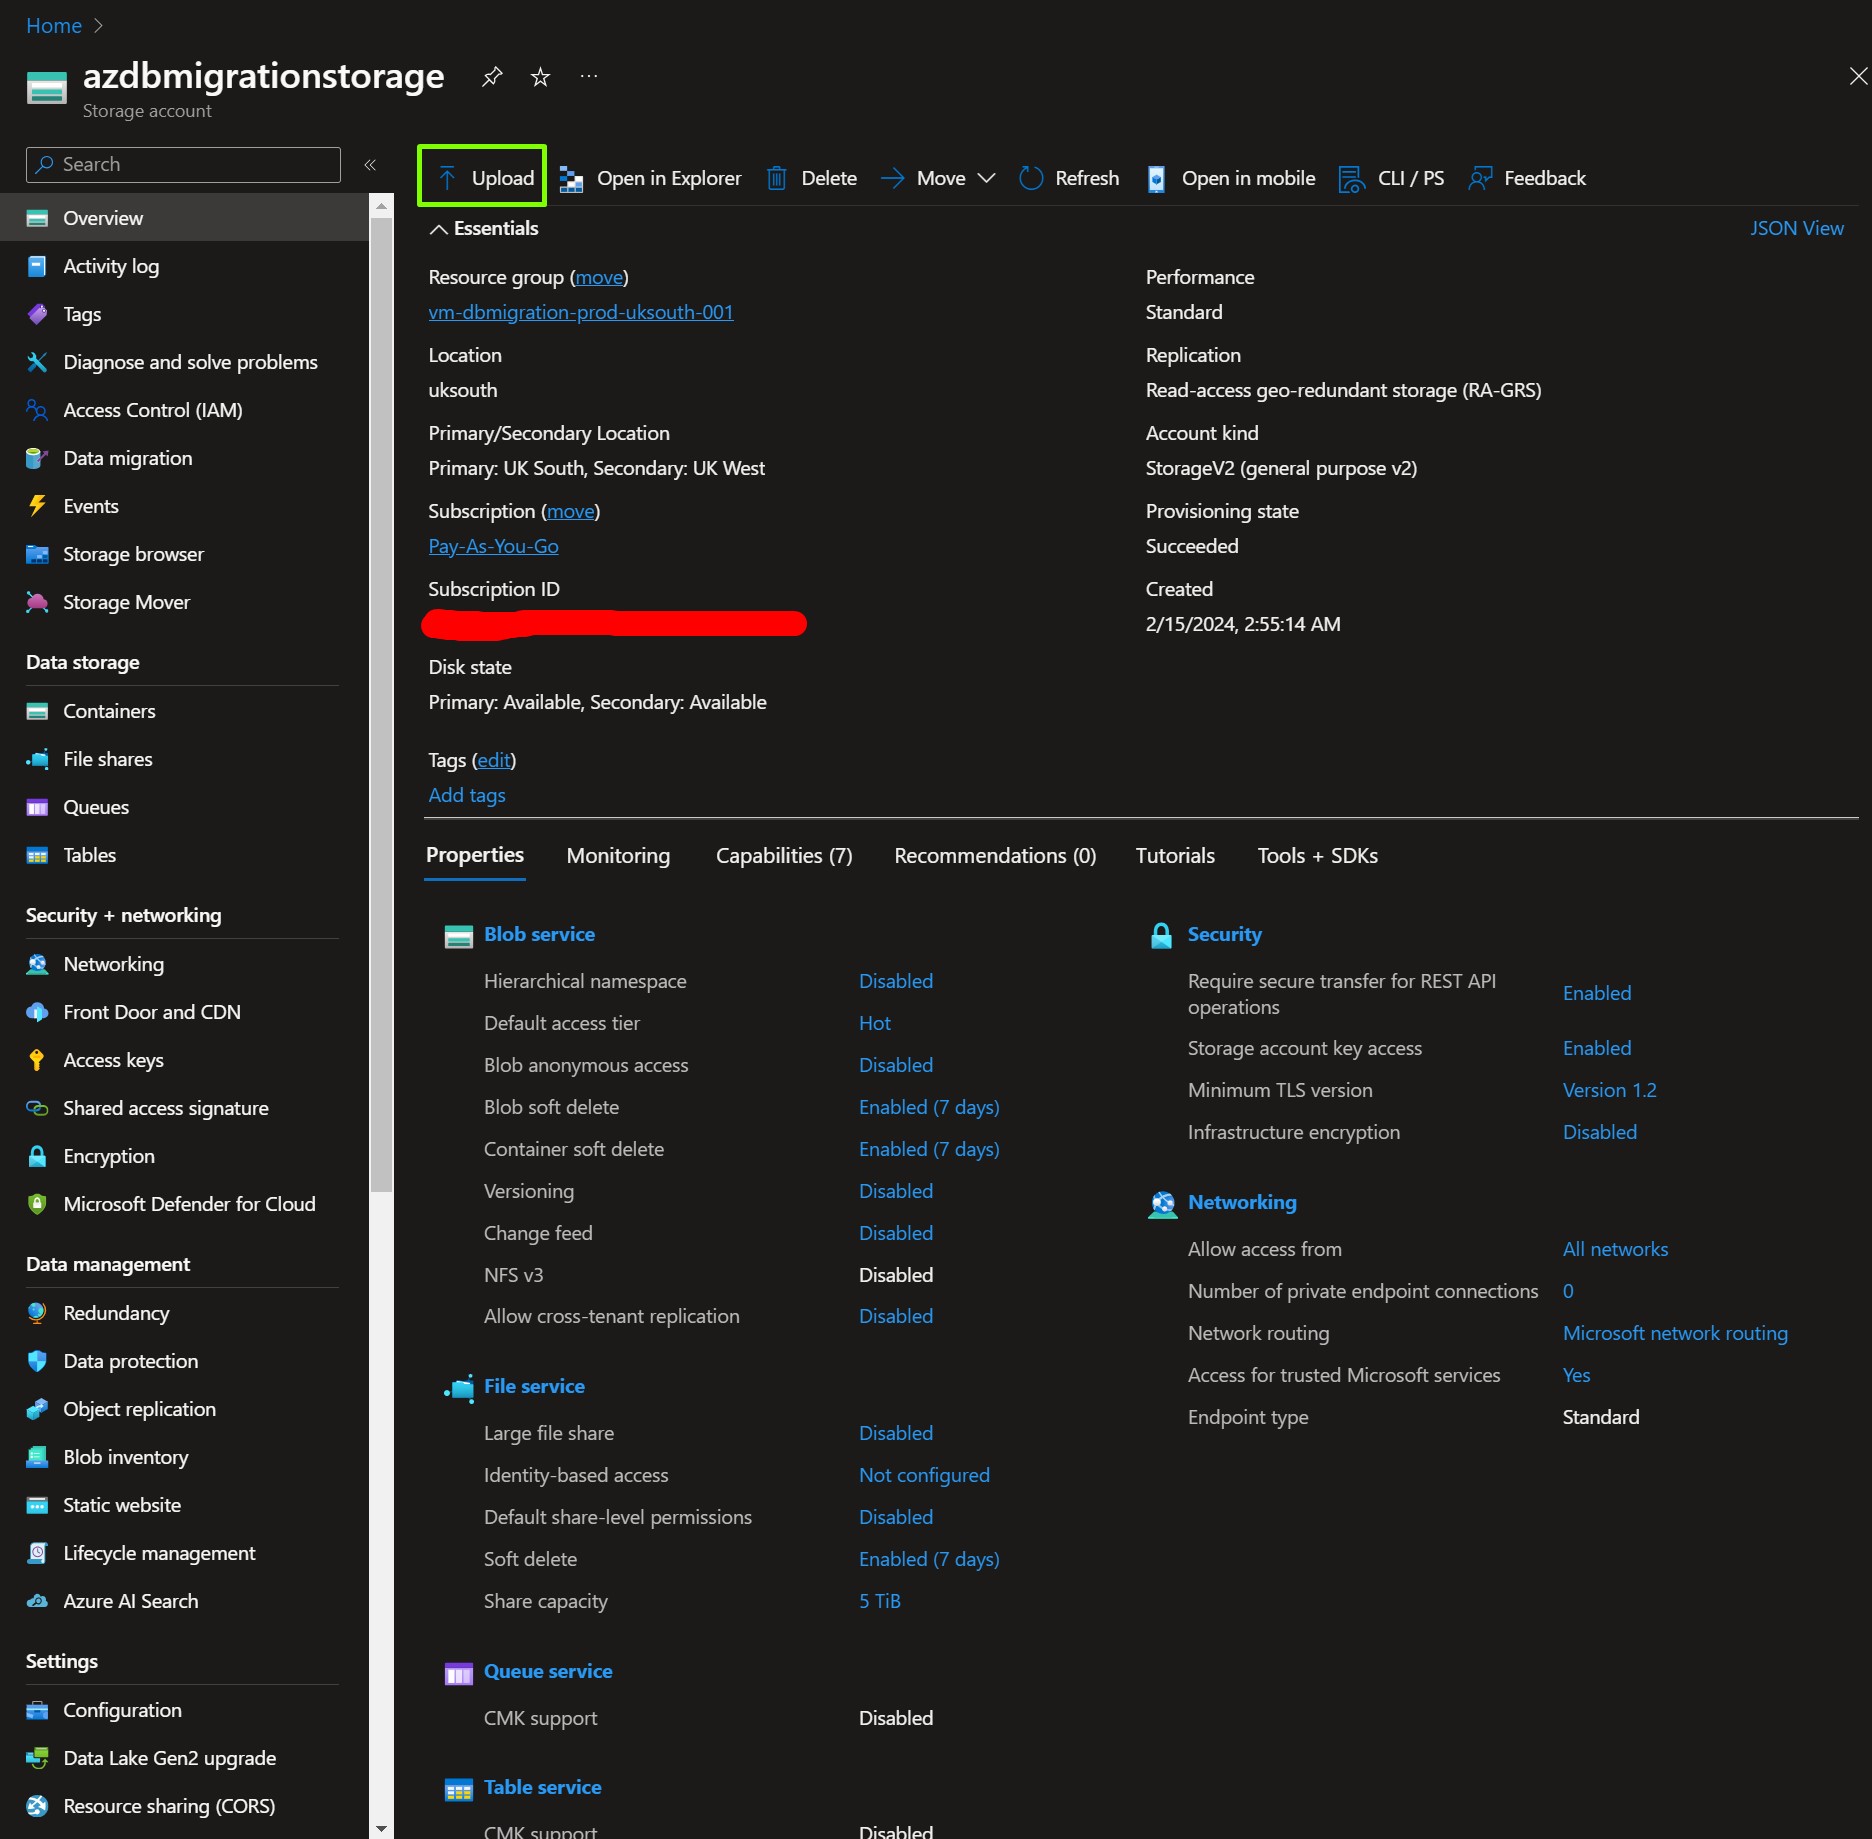 Home
azdbmigrationstorage
Storage account
Search
Overview
Activity log
Tags
Diagnose and solve problems
Access Control (IAM)
Data migration
Events
Storage browser
Storage Mover
Data storage
Containers
File shares
Queues
Tables
Security + networking
Networking
Front Door and CDN
Access keys
Shared access signature
Encryption
Microsoft Defender for Cloud
Data management
Redundancy
Data protection
Object replication
Blob inventory
Static website
Lifecycle management
Azure AI Search
Settings
Configuration
Data Lake Gen2 upgrade
Resource sharing (CORS)
Upload Open in Explorer Delete Move Refresh Open in mobile CLI / PS Feedback
Essentials JSON View
Resource group (move)
vm-dbmigration-prod-uksouth-001
Location
uksouth
Primary/Secondary Location
Primary: UK South, Secondary: UK West
Subscription (move)
Pay-As-You-Go
Subscription ID
Disk state
Primary: Available, Secondary: Available
Tags (edit)
Add tags
Performance
Standard
Replication
Read-access geo-redundant storage (RA-GRS)
Account kind
StorageV2 (general purpose v2)
Provisioning state
Succeeded
Created
2/15/2024, 2:55:14 AM
Properties Monitoring Capabilities (7) Recommendations (0) Tutorials Tools + SDKs
Blob service
Hierarchical namespace Disabled
Default access tier Hot
Blob anonymous access Disabled
Blob soft delete Enabled (7 days)
Container soft delete Enabled (7 days)
Versioning Disabled
Change feed Disabled
NFS v3 Disabled
Allow cross-tenant replication Disabled
File service
Large file share Disabled
Identity-based access Not configured
Default share-level permissions Disabled
Soft delete Enabled (7 days)
Share capacity 5 TiB
Queue service
CMK support Disabled
Table service
CMK support Disabled
Security
Require secure transfer for REST API
operations Enabled
Storage account key access Enabled
Minimum TLS version Version 1.2
Infrastructure encryption Disabled
Networking
Allow access from All networks
Number of private endpoint connections 0
Network routing Microsoft network routing
Access for trusted Microsoft services Yes
Endpoint type Standard